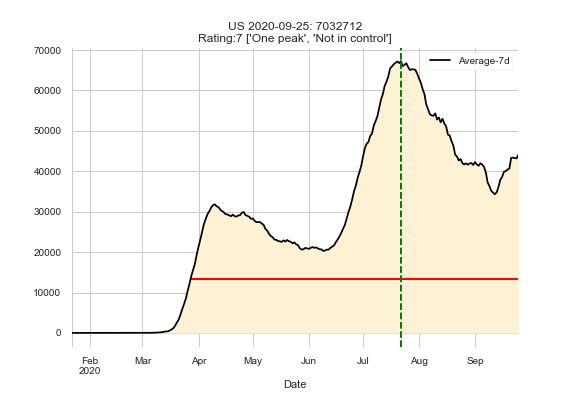 US 2020-09-25: 7032712
Rating:7 ['One peak', 'Not in control']
Average-7d
70000
60000
50000
40000
30000
20000
10000
0
Feb Mar Apr May Jun Jul Aug Sep
2020
Date